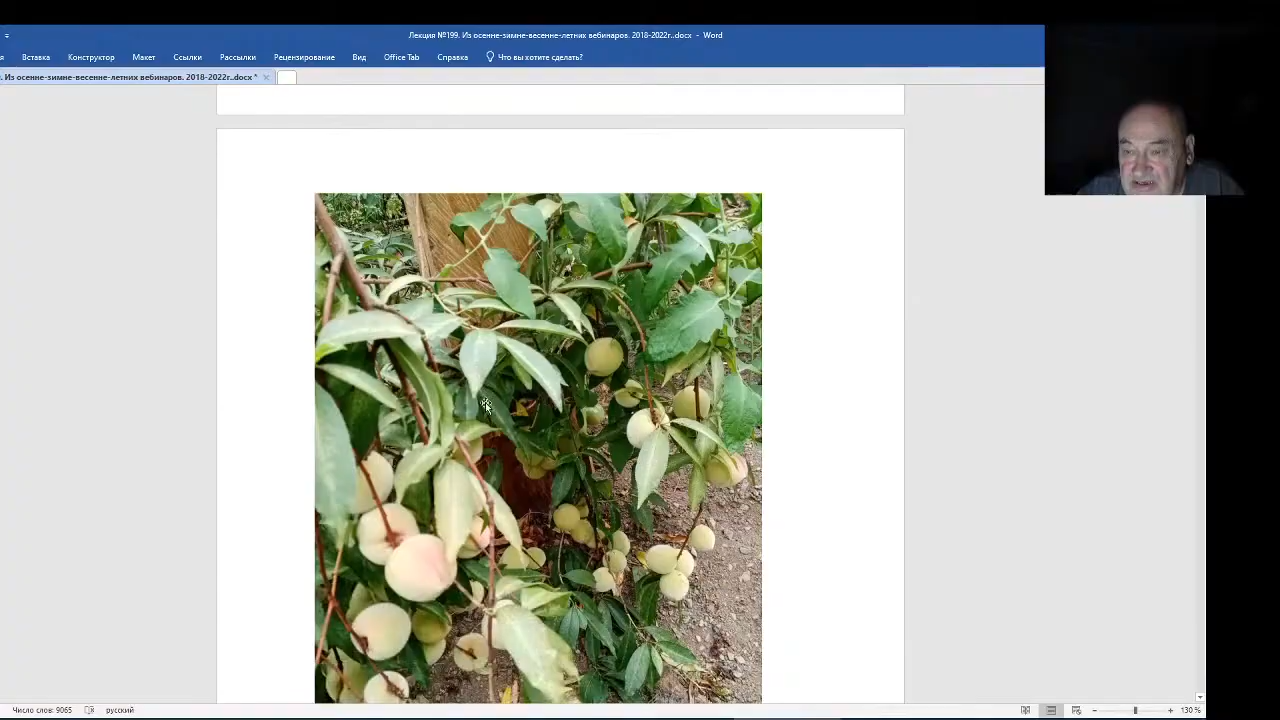 Лекция №199. Из осенне-зимне-весенне-летних вебинаров. 2018-2022г..docx - Word
Вставка Конструктор Макет Ссылки Рассылки Рецензирование Вид Office Tab Справка Что вы хотите сделать?
. Из осенне-зимне-весенне-летних вебинаров. 2018-2022г..docx *
Число слов: 9065 русский 130 %